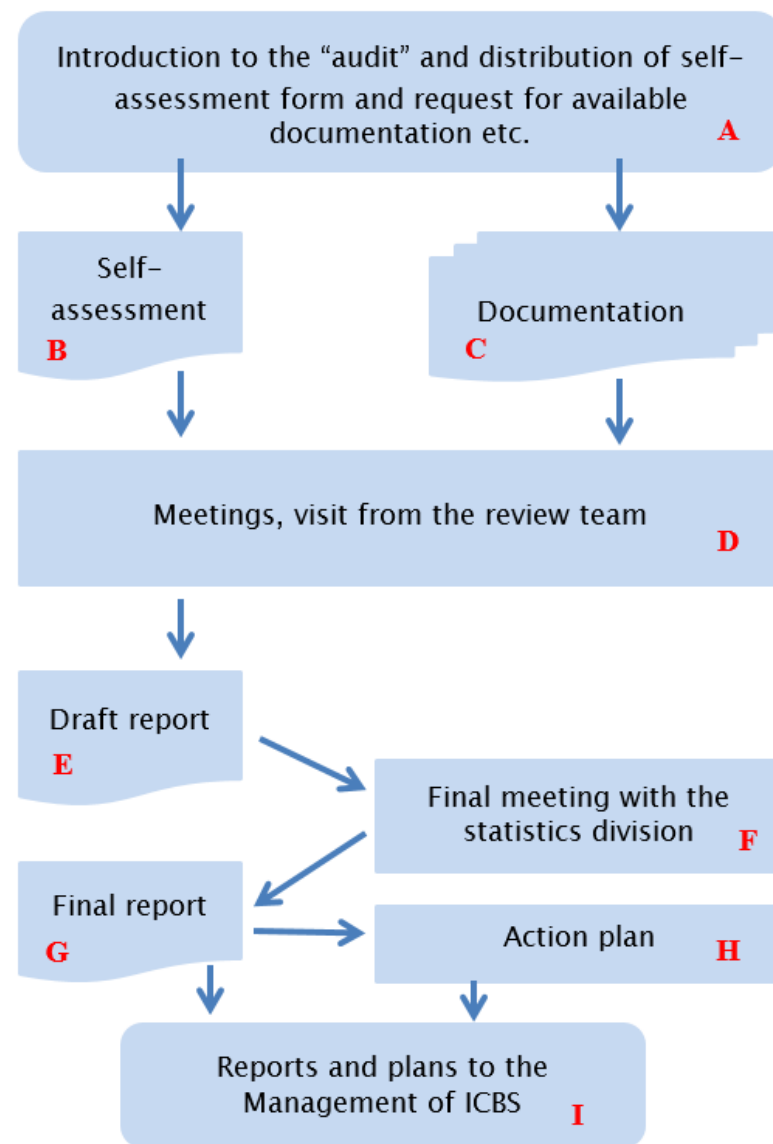 Introduction to the “audit” and distribution of self-
assessment form and request for available
documentation etc.
A
Self-
assessment
B
Documentation
C
Meetings, visit from the review team
D
Draft report
E
Final meeting with the
statistics division
F
Final report
G
Action plan
H
Reports and plans to the
Management of ICBS
I